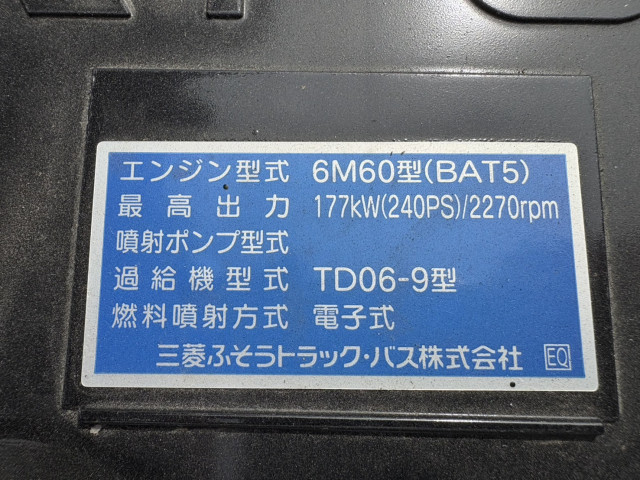 エンジン型式 6M60型(BAT5)
最高出力 177kW(240PS)/2270rpm
噴射ポンプ型式
過給機型式 TD06-9型
燃料噴射方式 電子式
三菱ふそうトラック・バス株式会社 EQ